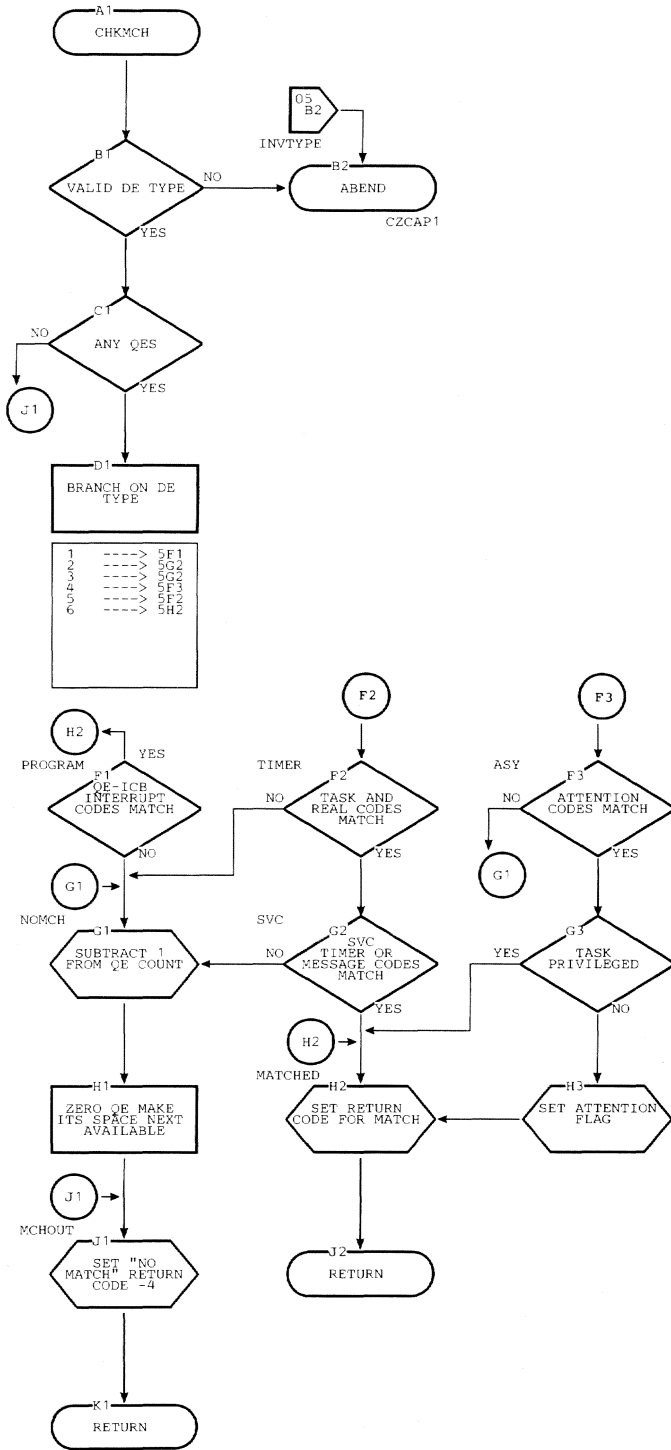 A1
CHKMCH
05
B2
INVTYPE
B1
VALID DE TYPE
NO
YES
B2
ABEND
CZCAP1
C1
NO
ANY QES
YES
J1
D1
BRANCH ON DE
TYPE
1 ----> 5F1
2 ----> 5G2
3 ----> 5G2
4 ----> 5F3
5 ----> 5F2
6 ----> 5H2
F2
F3
H2
YES
PROGRAM
F1
QE-ICB
INTERRUPT
CODES MATCH
NO
TIMER
F2
NO
TASK AND
REAL CODES
MATCH
YES
ASY
F3
NO
ATTENTION
CODES MATCH
YES
G1
G1
NOMCH
G1
SUBTRACT 1
FROM QE COUNT
SVC
G2
NO
SVC
TIMER OR
MESSAGE CODES
MATCH
YES
G3
YES
TASK
PRIVILEGED
NO
H2
MATCHED
H1
ZERO QE MAKE
ITS SPACE NEXT
AVAILABLE
H2
SET RETURN
CODE FOR MATCH
H3
SET ATTENTION
FLAG
J1
MCHOUT
J1
SET "NO
MATCH" RETURN
CODE -4
J2
RETURN
K1
RETURN